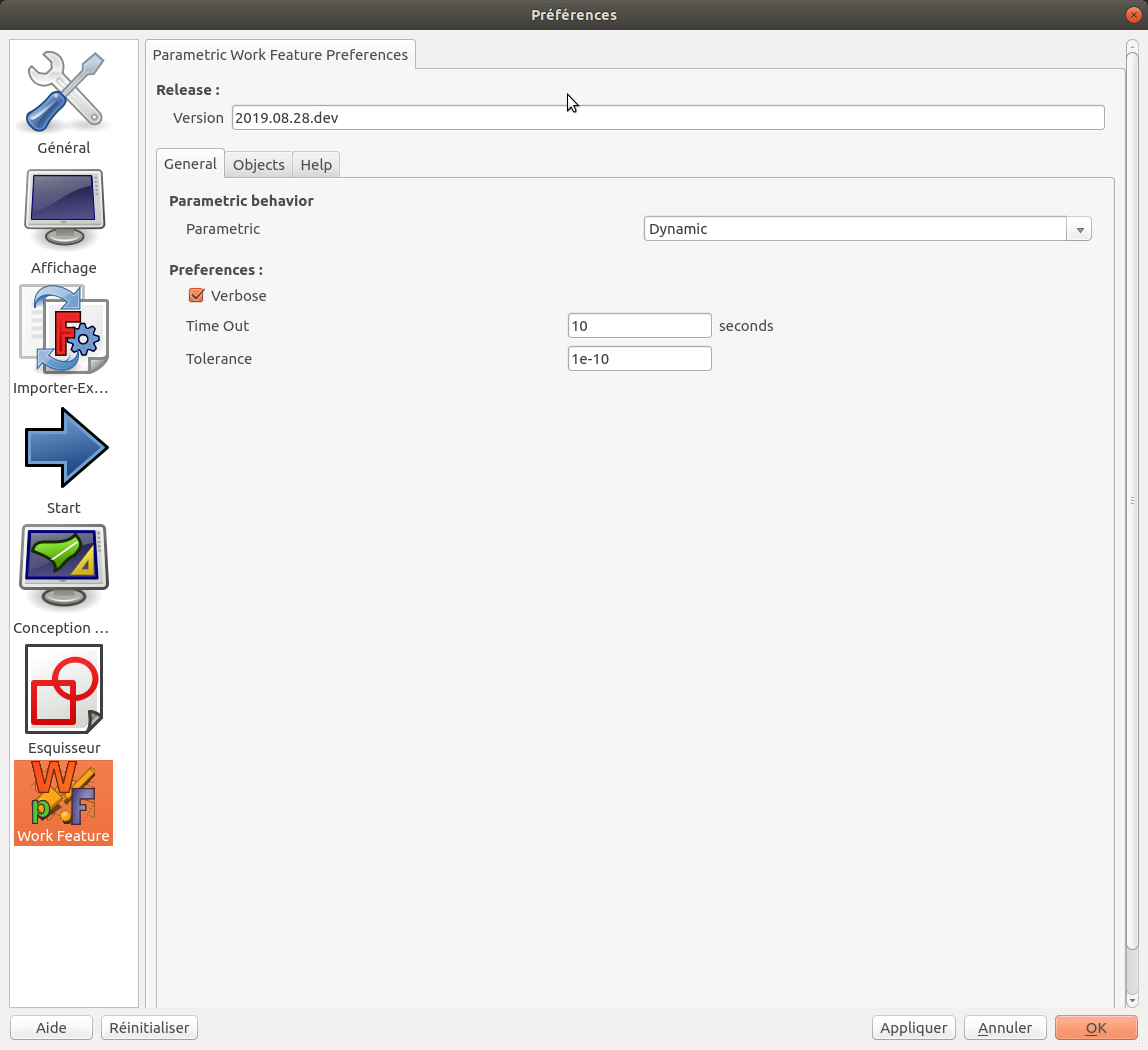 Préférences
Général
Affichage
Importer-Ex...
Start
Conception ...
Esquisseur
WpF
Work Feature
Parametric Work Feature Preferences
Release :
Version 2019.08.28.dev
General Objects Help
Parametric behavior
Parametric Dynamic
Preferences :
Verbose
Time Out 10 seconds
Tolerance 1e-10
Aide Réinitialiser Appliquer Annuler OK